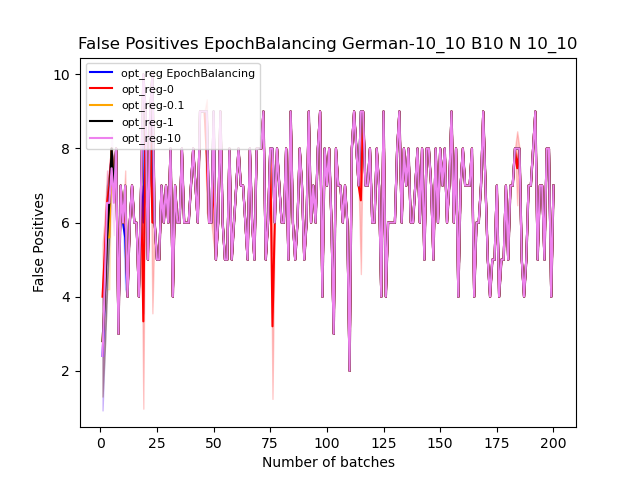 False Positives EpochBalancing German-10_10 B10 N 10_10
False Positives
10
8
6
4
2
opt_reg EpochBalancing
opt_reg-0
opt_reg-0.1
opt_reg-1
opt_reg-10
0 25 50 75 100 125 150 175 200
Number of batches